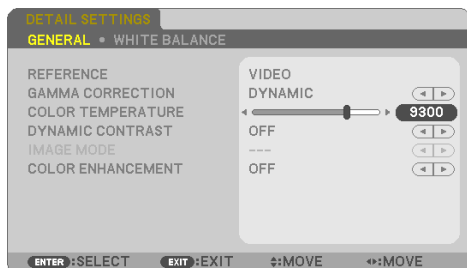 DETAIL SETTINGS
GENERAL • WHITE BALANCE
REFERENCE VIDEO
GAMMA CORRECTION DYNAMIC
COLOR TEMPERATURE 9300
DYNAMIC CONTRAST OFF
IMAGE MODE ---
COLOR ENHANCEMENT OFF
ENTER :SELECT EXIT :EXIT :MOVE :MOVE